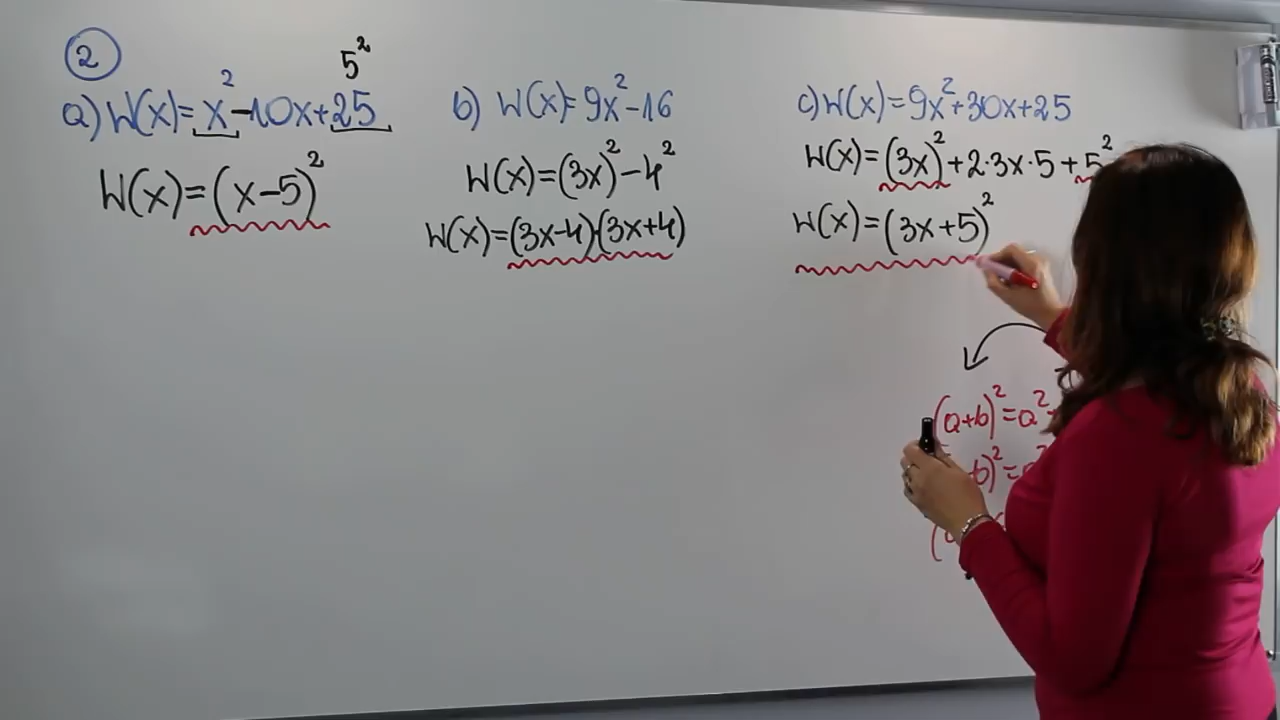 2
5²
a) W(x)=x²-10x+25
W(x)=(x-5)²
b) W(x)=9x²-16
W(x)=(3x)²-4²
W(x)=(3x-4)(3x+4)
c) W(x)=9x²+30x+25
W(x)=(3x)²+2·3x·5+5²
W(x)=(3x+5)²
(a+b)²=a²
b)²=